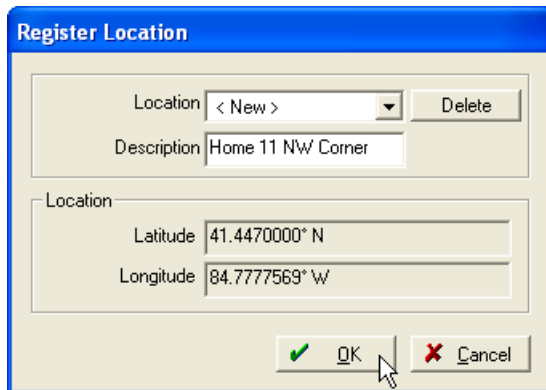 Register Location
Location < New > Delete
Description Home 11 NW Corner
Location
Latitude 41.4470000° N
Longitude 84.7777569° W
OK Cancel